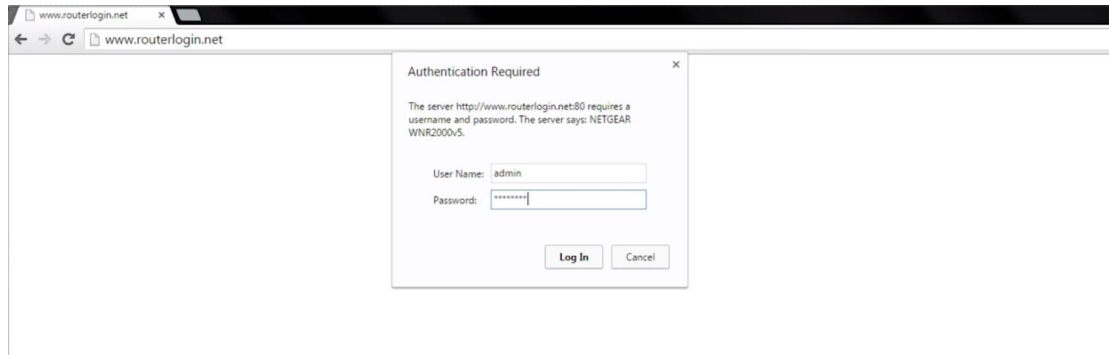 www.routerlogin.net
www.routerlogin.net
Authentication Required
The server http://www.routerlogin.net:80 requires a
username and password. The server says: NETGEAR
WNR2000v5.
User Name: admin
Password: ********
Log In Cancel